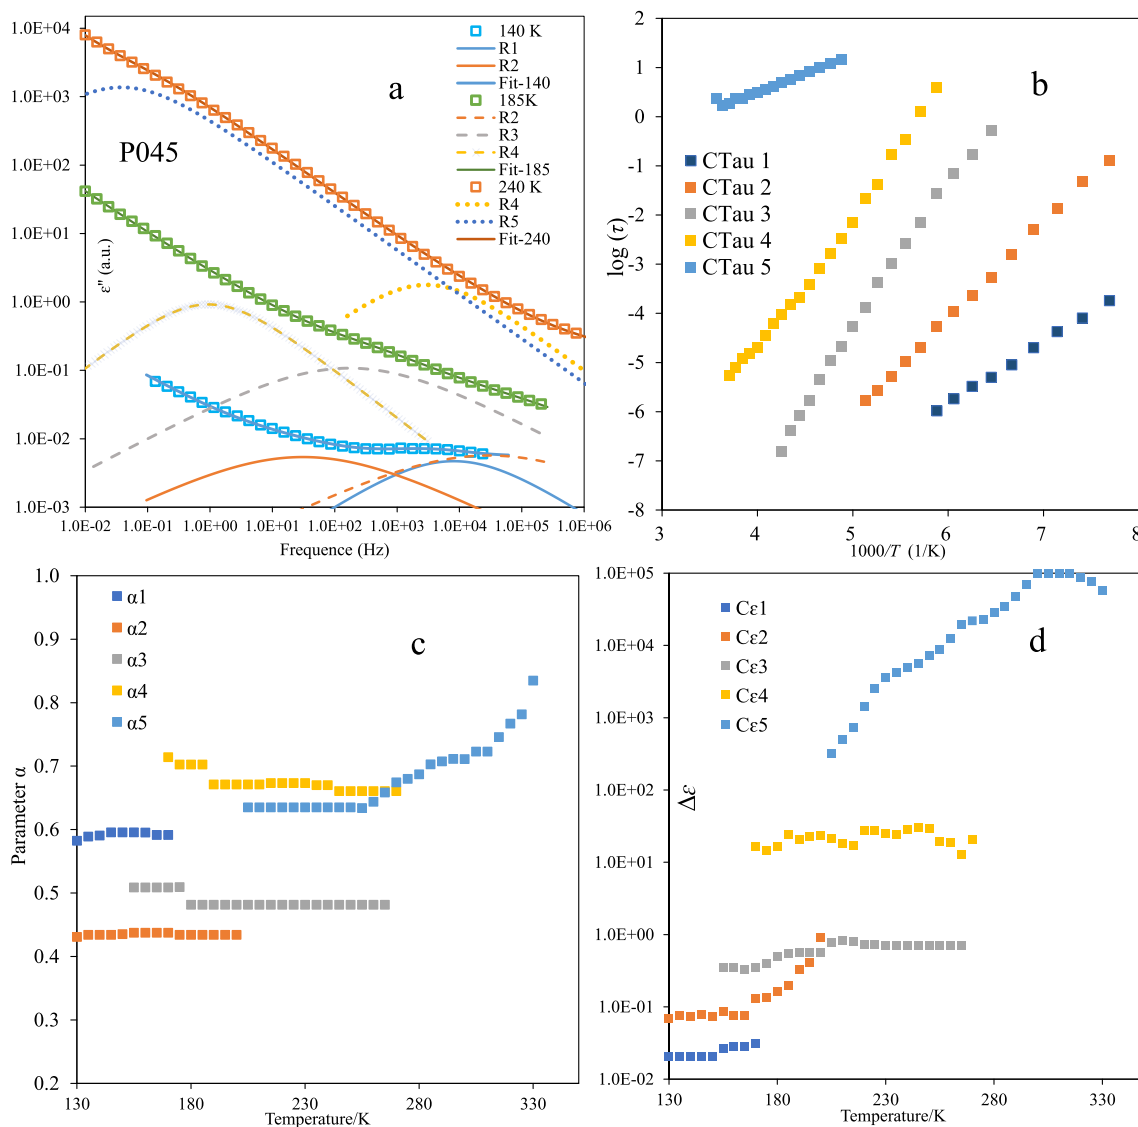 1.0E+04
1.0E+03
1.0E+02
1.0E+01
1.0E+00
1.0E-01
1.0E-02
1.0E-03
ε" (a.u.)
P045
a
140 K
R1
R2
Fit-140
185K
R2
R3
R4
Fit-185
240 K
R4
R5
Fit-240
1.0E-02 1.0E-01 1.0E+00 1.0E+01 1.0E+02 1.0E+03 1.0E+04 1.0E+05 1.0E+06
Frequence (Hz)
2
1
0
-1
-2
-3
-4
-5
-6
-7
-8
log (τ)
b
CTau 1
CTau 2
CTau 3
CTau 4
CTau 5
3 4 5 6 7 8
1000/T (1/K)
1.0
0.9
0.8
0.7
0.6
0.5
0.4
0.3
0.2
Parameter α
α1
α2
α3
α4
α5
c
130 180 230 280 330
Temperature/K
1.0E+05
1.0E+04
1.0E+03
1.0E+02
1.0E+01
1.0E+00
1.0E-01
1.0E-02
Δε
Cε1
Cε2
Cε3
Cε4
Cε5
d
130 180 230 280 330
Temperature/K